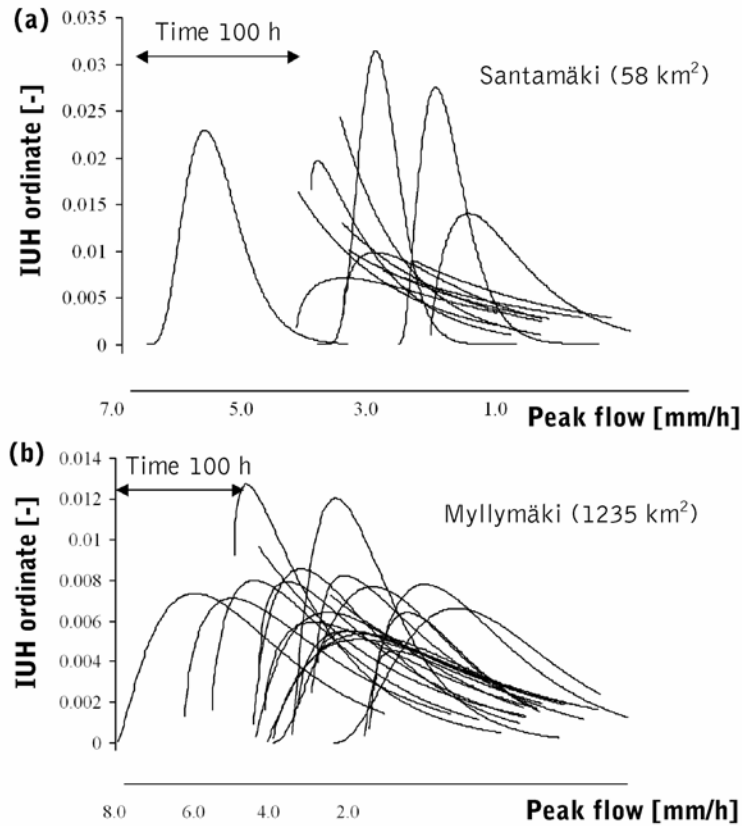 (a)
Time 100 h
Santamäki (58 km²)
IUH ordinate [-]
0.035
0.03
0.025
0.02
0.015
0.01
0.005
0
7.0 5.0 3.0 1.0
Peak flow [mm/h]
(b)
Time 100 h
Myllymäki (1235 km²)
IUH ordinate [-]
0.014
0.012
0.01
0.008
0.006
0.004
0.002
0
8.0 6.0 4.0 2.0
Peak flow [mm/h]